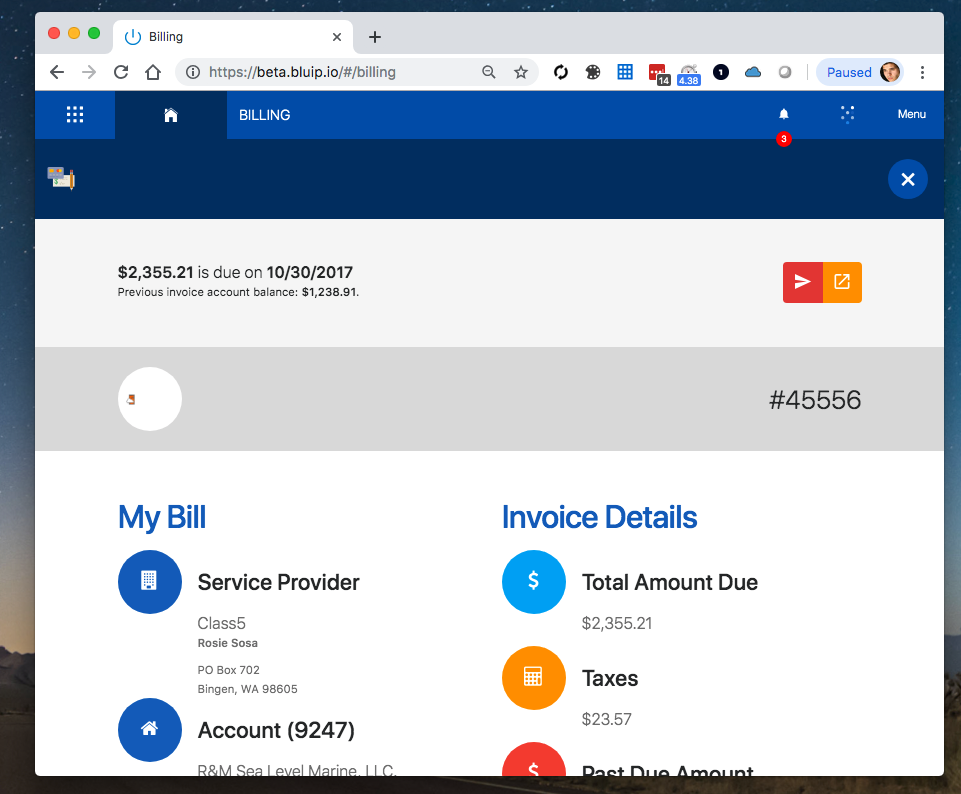 Billing
https://beta.bluip.io/#/billing
14
4.38
1
Paused
BILLING
3
Menu
$2,355.21 is due on 10/30/2017
Previous invoice account balance: $1,238.91.
#45556
My Bill
Service Provider
Class5
Rosie Sosa
PO Box 702
Bingen, WA 98605
Account (9247)
R&M Sea Level Marine, LLC.
Invoice Details
$
Total Amount Due
$2,355.21
Taxes
$23.57
$
Past Due Amount